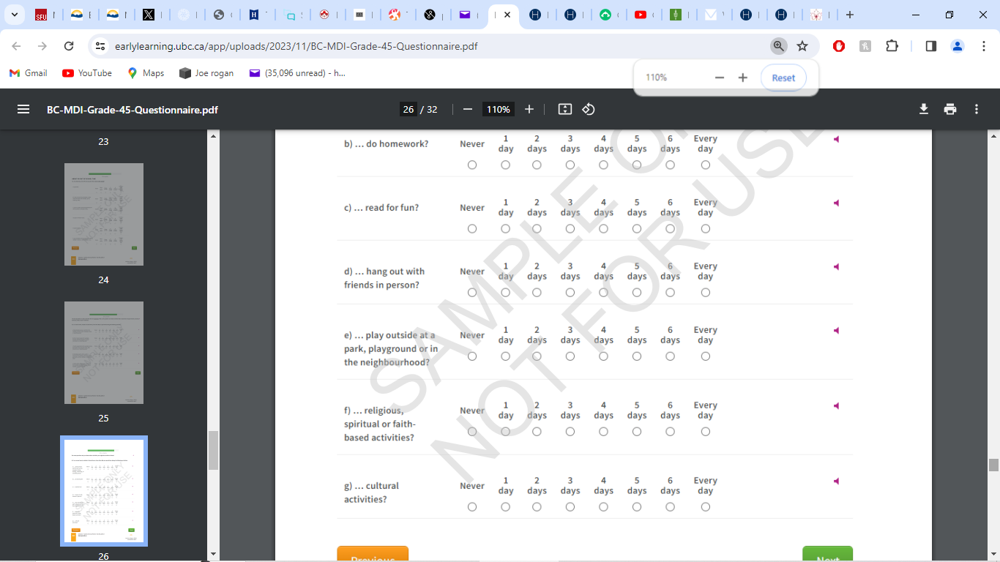 SFU
earlylearning.ubc.ca/app/uploads/2023/11/BC-MDI-Grade-45-Questionnaire.pdf
Gmail
YouTube
Maps
Joe rogan
(35,096 unread) - h...
110%
Reset
BC-MDI-Grade-45-Questionnaire.pdf
26 / 32
110%
23
24
25
26
b) ... do homework?
Never 1 day 2 days 3 days 4 days 5 days 6 days Every day
c) ... read for fun?
Never 1 day 2 days 3 days 4 days 5 days 6 days Every day
d) ... hang out with
friends in person?
Never 1 day 2 days 3 days 4 days 5 days 6 days Every day
e) ... play outside at a
park, playground or in
the neighbourhood?
Never 1 day 2 days 3 days 4 days 5 days 6 days Every day
f) ... religious,
spiritual or faith-
based activities?
Never 1 day 2 days 3 days 4 days 5 days 6 days Every day
g) ... cultural
activities?
Never 1 day 2 days 3 days 4 days 5 days 6 days Every day
SAMPLE O
NOT FOR USE
Previous
Next